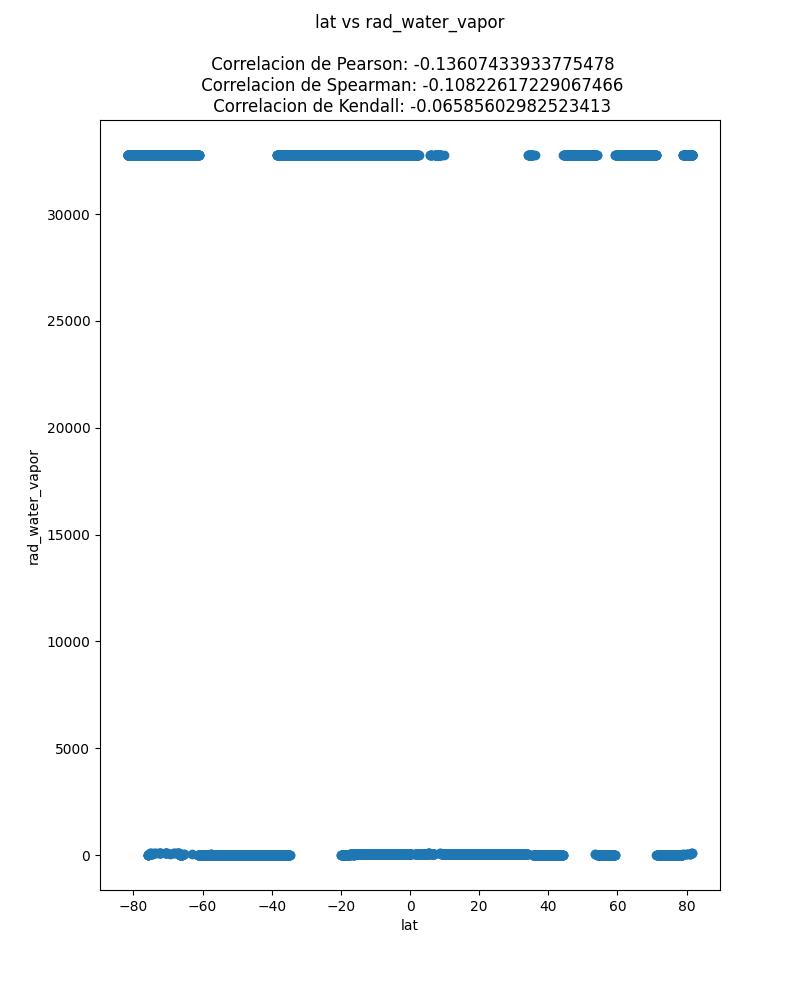 lat vs rad_water_vapor
Correlacion de Pearson: -0.13607433933775478
Correlacion de Spearman: -0.10822617229067466
Correlacion de Kendall: -0.06585602982523413
30000
25000
20000
15000
10000
5000
0
rad_water_vapor
−80 −60 −40 −20 0 20 40 60 80
lat